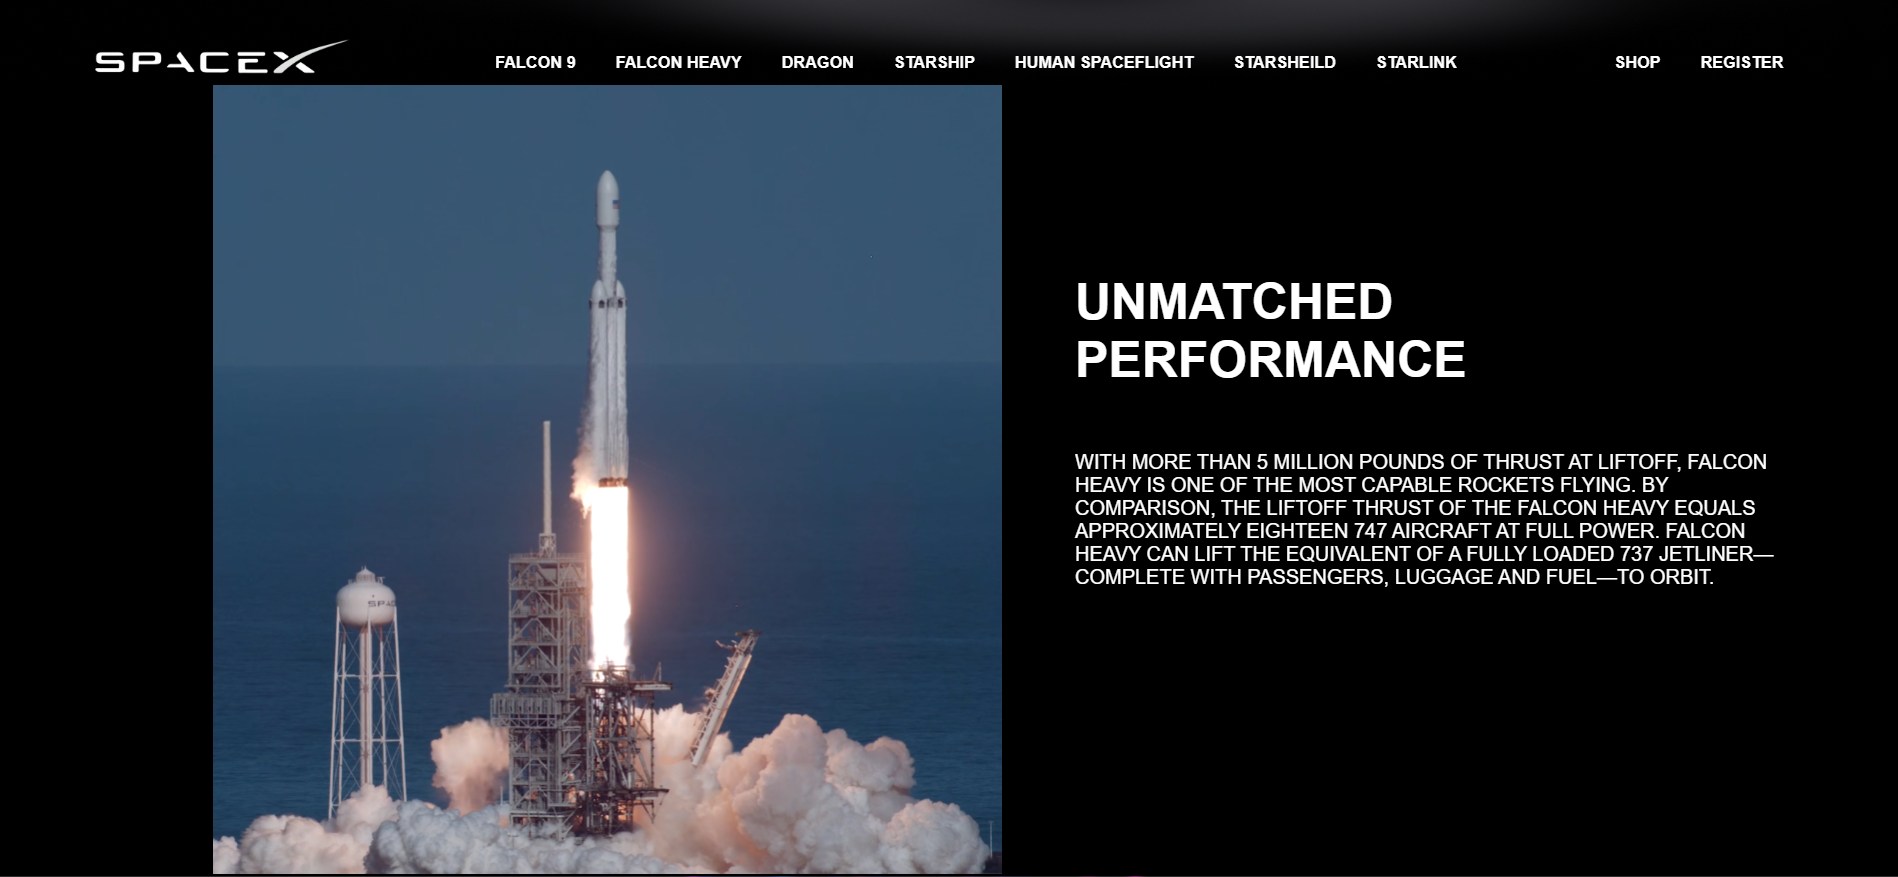 SPACEX
FALCON 9 FALCON HEAVY DRAGON STARSHIP HUMAN SPACEFLIGHT STARSHEILD STARLINK SHOP REGISTER
UNMATCHED
PERFORMANCE
WITH MORE THAN 5 MILLION POUNDS OF THRUST AT LIFTOFF, FALCON
HEAVY IS ONE OF THE MOST CAPABLE ROCKETS FLYING. BY
COMPARISON, THE LIFTOFF THRUST OF THE FALCON HEAVY EQUALS
APPROXIMATELY EIGHTEEN 747 AIRCRAFT AT FULL POWER. FALCON
HEAVY CAN LIFT THE EQUIVALENT OF A FULLY LOADED 737 JETLINER—
COMPLETE WITH PASSENGERS, LUGGAGE AND FUEL—TO ORBIT.
SPAC